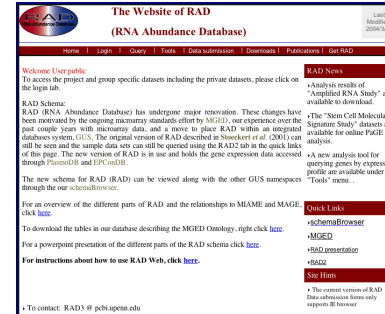 RAD
RNA Abundance Database
The Website of RAD
(RNA Abundance Database)
Last
Modifie
2004/3
Home | Login | Query | Tools | Data submission | Downloads | Publications | Get RAD
Welcome User:public
To access the project and group specific datasets including the private datasets, please click on
the login tab.
RAD Schema:
RAD (RNA Abundance Database) has undergone major renovation. These changes have
been motivated by the ongoing microarray standards effort by MGED, our experience over the
past couple years with microarray data, and a move to place RAD within an integrated
databases system, GUS. The original version of RAD described in Stoeckert et al. (2001) can
still be seen and the sample data sets can still be queried using the RAD2 tab in the quick links
of this page. The new version of RAD is in use and holds the gene expression data accessed
through PlasmoDB and EPConDB.
The new schema for RAD (RAD) can be viewed along with the other GUS namespaces
through the our schemaBrowser.
For an overview of the different parts of RAD and the relationships to MIAME and MAGE,
click here.
To download the tables in our database describing the MGED Ontology, right click here.
For a powerpoint presetation of the different parts of the RAD schema click here.
For instructions about how to use RAD Web, click here.
To contact: RAD3 @ pcbi.upenn.edu
RAD News
Analysis results of
"Amplified RNA Study" a
available to download.
The "Stem Cell Molecula
Signature Study" datasets a
available for online PaGE
analysis.
A new analysis tool for
querying genes by express
profile are available under
"Tools" menu. .
Quick Links
schemaBrowser
MGED
RAD presentation
RAD2
Site Hints
The current version of RAD
Data submission forms only
supports IE browser